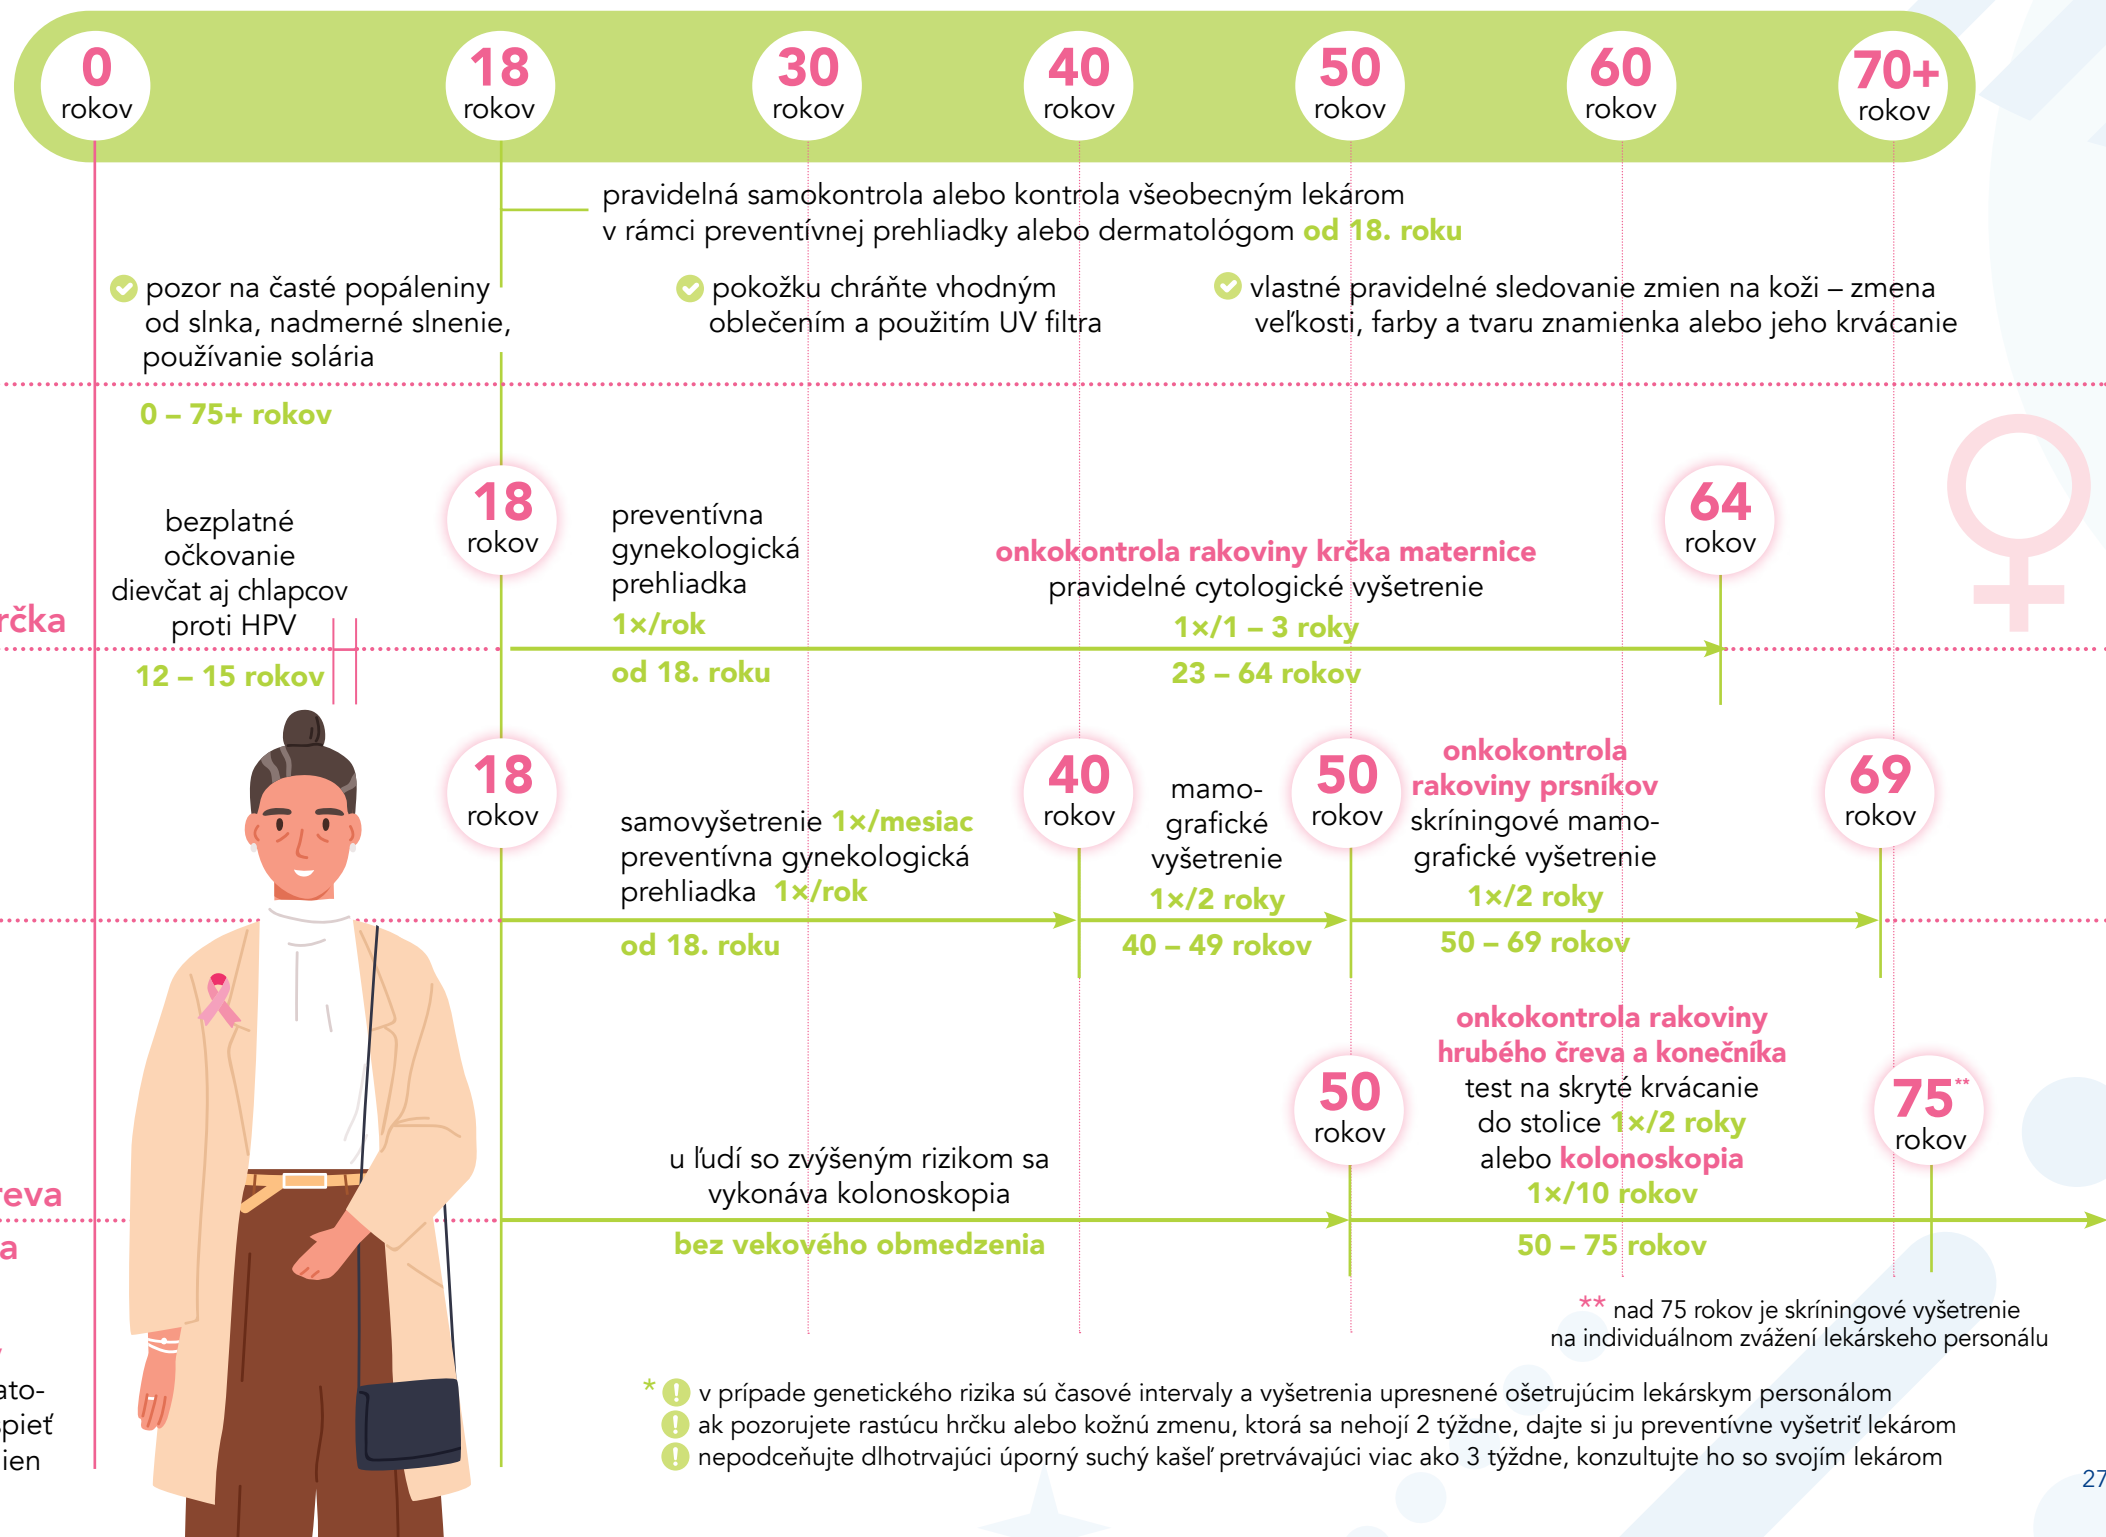 0
rokov
18
rokov
30
rokov
40
rokov
50
rokov
60
rokov
70+
rokov
pravidelná samokontrola alebo kontrola všeobecným lekárom
v rámci preventívnej prehliadky alebo dermatológom od 18. roku
pozor na časté popáleniny
od slnka, nadmerné slnenie,
používanie solária
pokožku chráňte vhodným
oblečením a použitím UV filtra
vlastné pravidelné sledovanie zmien na koži – zmena
veľkosti, farby a tvaru znamienka alebo jeho krvácanie
0 – 75+ rokov
rčka
bezplatné
očkovanie
dievčat aj chlapcov
proti HPV
12 – 15 rokov
18
rokov
preventívna
gynekologická
prehliadka
1×/rok
od 18. roku
onkokontrola rakoviny krčka maternice
pravidelné cytologické vyšetrenie
1×/1 – 3 roky
23 – 64 rokov
64
rokov
18
rokov
samovyšetrenie 1×/mesiac
preventívna gynekologická
prehliadka 1×/rok
od 18. roku
40
rokov
mamo-
grafické
vyšetrenie
1×/2 roky
40 – 49 rokov
50
rokov
onkokontrola
rakoviny prsníkov
skríningové mamo-
grafické vyšetrenie
1×/2 roky
50 – 69 rokov
69
rokov
reva
a
u ľudí so zvýšeným rizikom sa
vykonáva kolonoskopia
bez vekového obmedzenia
50
rokov
onkokontrola rakoviny
hrubého čreva a konečníka
test na skryté krvácanie
do stolice 1×/2 roky
alebo kolonoskopia
1×/10 rokov
50 – 75 rokov
75**
rokov
** nad 75 rokov je skríningové vyšetrenie
na individuálnom zvážení lekárskeho personálu
ato-
spieť
ien
* ! v prípade genetického rizika sú časové intervaly a vyšetrenia upresnené ošetrujúcim lekárskym personálom
! ak pozorujete rastúcu hrčku alebo kožnú zmenu, ktorá sa nehojí 2 týždne, dajte si ju preventívne vyšetriť lekárom
! nepodceňujte dlhotrvajúci úporný suchý kašeľ pretrvávajúci viac ako 3 týždne, konzultujte ho so svojím lekárom
27